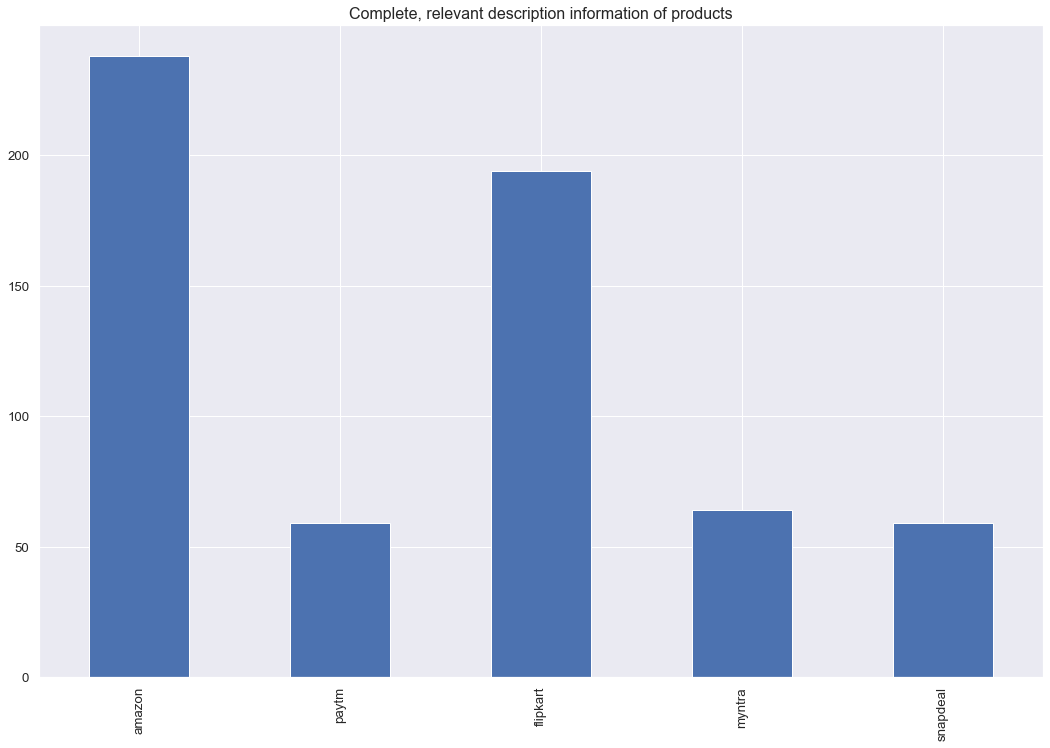 Complete, relevant description information of products
200
150
100
50
0
amazon
paytm
flipkart
myntra
snapdeal